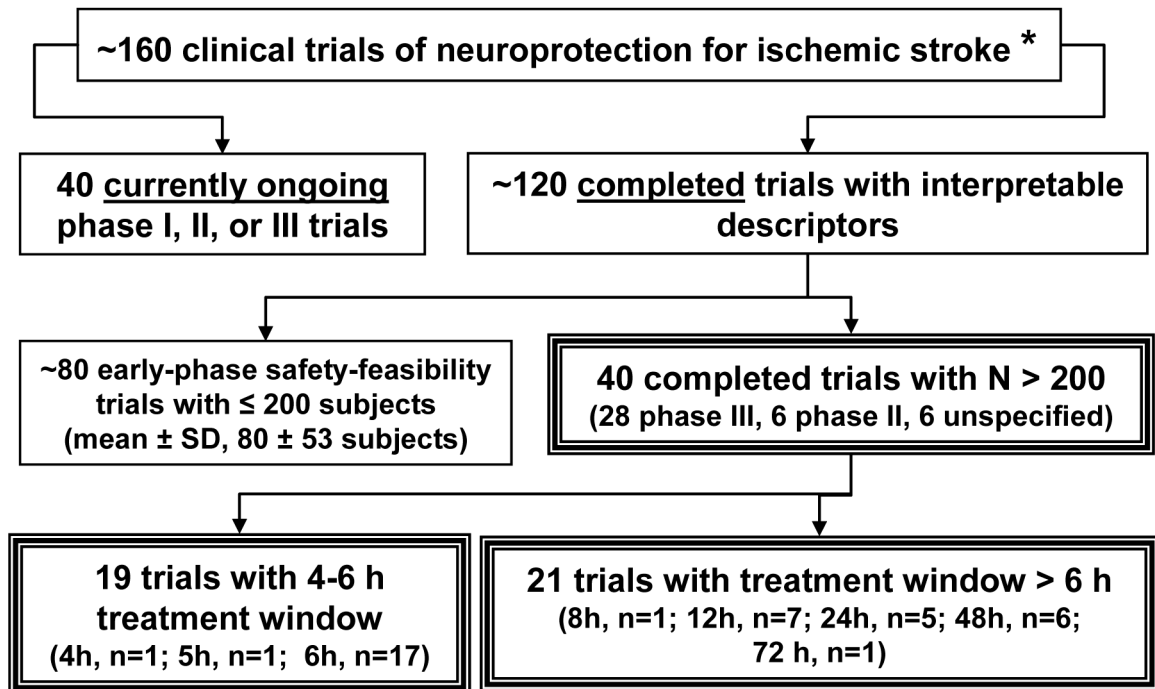 ~160 clinical trials of neuroprotection for ischemic stroke *
40 currently ongoing
phase I, II, or III trials
~120 completed trials with interpretable
descriptors
~80 early-phase safety-feasibility
trials with ≤ 200 subjects
(mean ± SD, 80 ± 53 subjects)
40 completed trials with N > 200
(28 phase III, 6 phase II, 6 unspecified)
19 trials with 4-6 h
treatment window
(4h, n=1; 5h, n=1; 6h, n=17)
21 trials with treatment window > 6 h
(8h, n=1; 12h, n=7; 24h, n=5; 48h, n=6;
72 h, n=1)